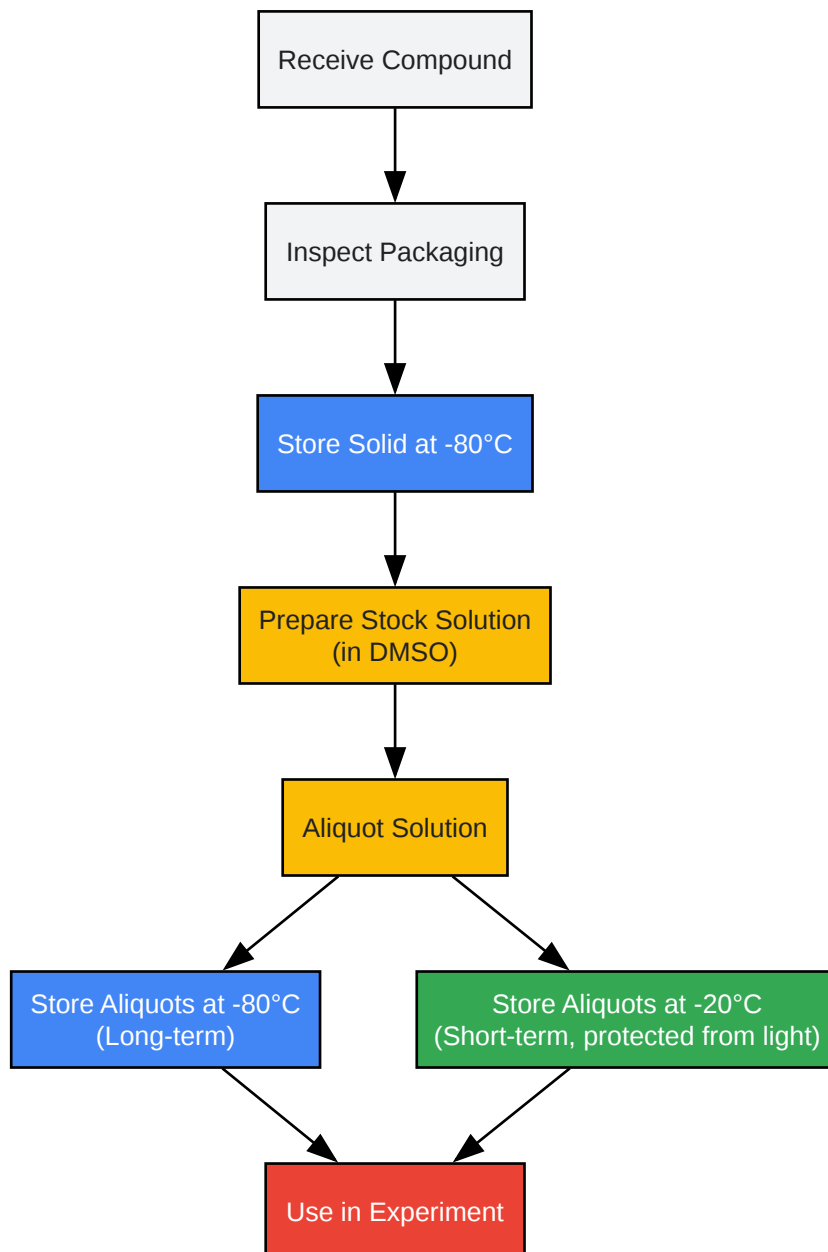 Receive Compound
Inspect Packaging
Store Solid at -80°C
Prepare Stock Solution
(in DMSO)
Aliquot Solution
Store Aliquots at -80°C
(Long-term)
Store Aliquots at -20°C
(Short-term, protected from light)
Use in Experiment